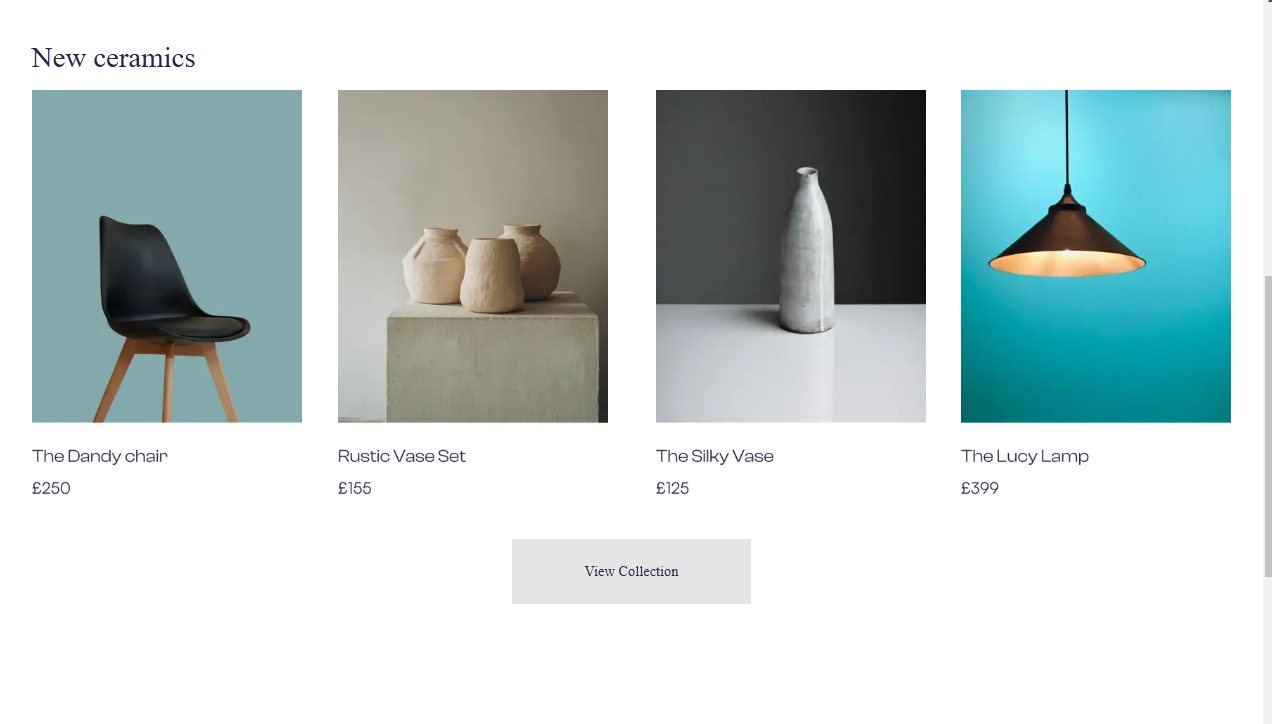 New ceramics
The Dandy chair
£250
Rustic Vase Set
£155
The Silky Vase
£125
The Lucy Lamp
£399
View Collection